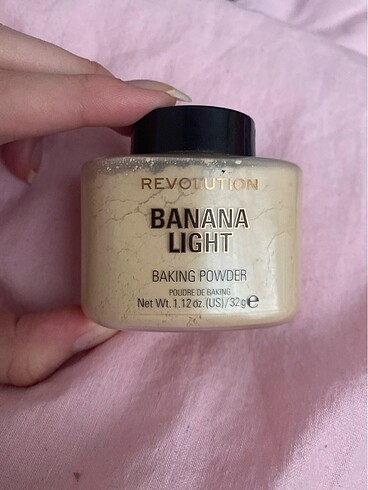 REVOLUTION
BANANA
LIGHT
BAKING POWDER
POUDRE DE BAKING
Net Wt. 1.12 oz. (US) / 32g e